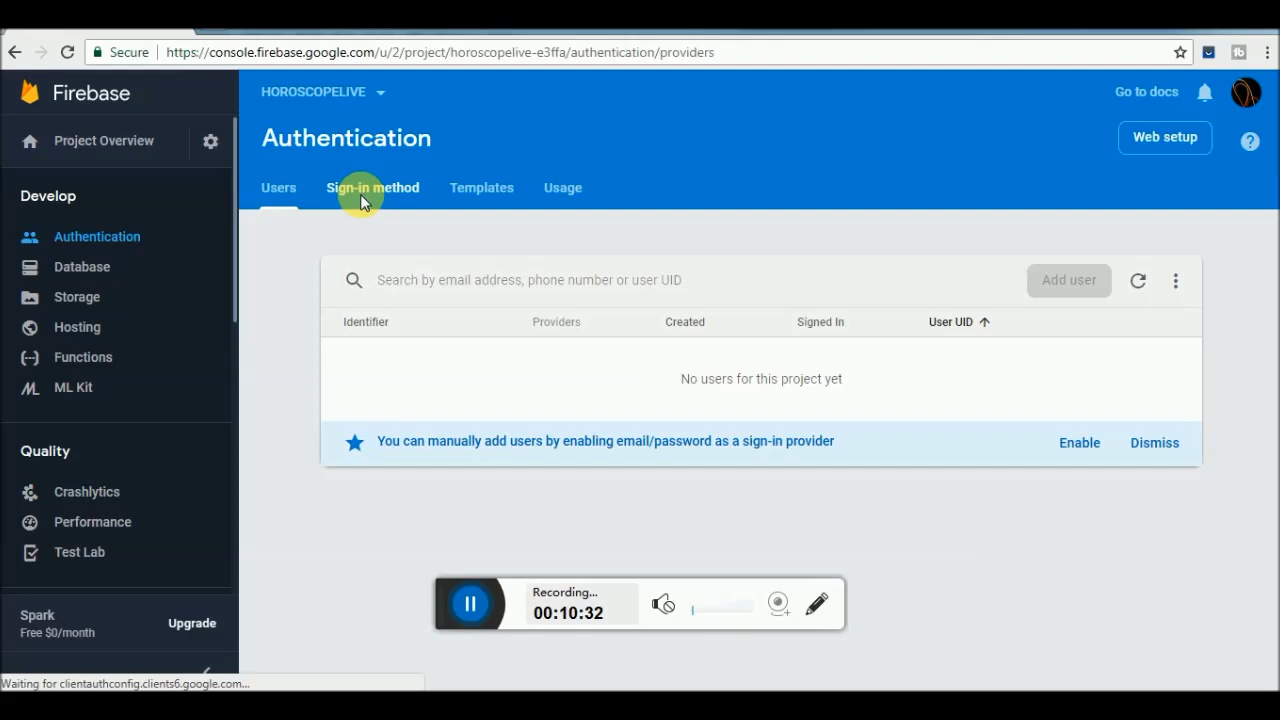 Secure
https://console.firebase.google.com/u/2/project/horoscopelive-e3ffa/authentication/providers
Firebase
HOROSCOPELIVE
Go to docs
Project Overview
Authentication
Web setup
Users Sign-in method Templates Usage
Develop
Authentication
Database
Storage
Hosting
Functions
ML Kit
Search by email address, phone number or user UID
Add user
Identifier Providers Created Signed In User UID
No users for this project yet
You can manually add users by enabling email/password as a sign-in provider
Enable Dismiss
Quality
Crashlytics
Performance
Test Lab
Recording...
00:10:32
Spark
Free $0/month
Upgrade
Waiting for clientauthconfig.clients6.google.com...